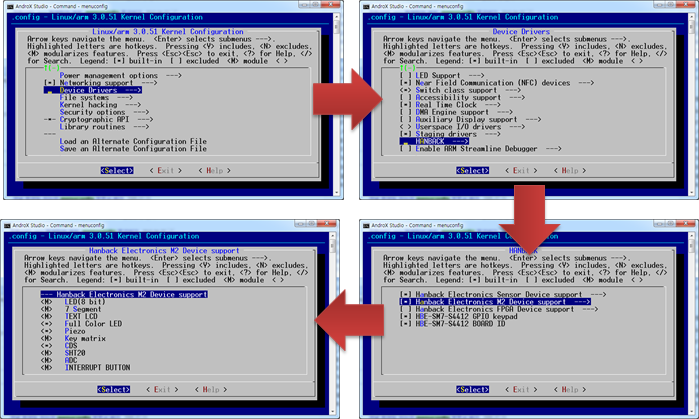 AndroX Studio - Command - menuconfig
.config - Linux/arm 3.0.51 Kernel Configuration
Linux/arm 3.0.51 Kernel Configuration
Arrow keys navigate the menu. <Enter> selects submenus --->.
Highlighted letters are hotkeys. Pressing <Y> includes, <N> excludes,
<M> modularizes features. Press <Esc><Esc> to exit, <?> for Help, </>
for Search. Legend: [*] built-in [ ] excluded <M> module < >
^(-)
Power management options --->
[*] Networking support --->
Device Drivers --->
File systems --->
Kernel hacking --->
Security options --->
-*- Cryptographic API --->
Library routines --->
---
Load an Alternate Configuration File
Save an Alternate Configuration File
<Select> < Exit > < Help >
AndroX Studio - Command - menuconfig
.config - Linux/arm 3.0.51 Kernel Configuration
Device Drivers
Arrow keys navigate the menu. <Enter> selects submenus --->.
Highlighted letters are hotkeys. Pressing <Y> includes, <N> excludes,
<M> modularizes features. Press <Esc><Esc> to exit, <?> for Help, </>
for Search. Legend: [*] built-in [ ] excluded <M> module < >
^(-)
[ ] LED Support --->
[*] Near Field Communication (NFC) devices --->
<*> Switch class support --->
[ ] Accessibility support --->
[*] Real Time Clock --->
[ ] DMA Engine support --->
[ ] Auxiliary Display support --->
< > Userspace I/O drivers --->
[*] Staging drivers --->
HANBACK --->
[ ] Enable ARM Streamline Debugger --->
<Select> < Exit > < Help >
AndroX Studio - Command - menuconfig
.config - Linux/arm 3.0.51 Kernel Configuration
HAN
Arrow keys navigate the menu. <Enter> selects submenus --->.
Highlighted letters are hotkeys. Pressing <Y> includes, <N> excludes,
<M> modularizes features. Press <Esc><Esc> to exit, <?> for Help, </>
for Search. Legend: [*] built-in [ ] excluded <M> module < >
[*] Hanback Electronics Sensor Device support --->
[*] Hanback Electronics M2 Device support --->
[ ] Hanback Electronics FPGA Device support --->
[*] HBE-SM7-S4412 GPIO keypad
[*] HBE-SM7-S4412 BOARD ID
<Select> < Exit > < Help >
AndroX Studio - Command - menuconfig
.config - Linux/arm 3.0.51 Kernel Configuration
Hanback Electronics M2 Device support
Arrow keys navigate the menu. <Enter> selects submenus --->.
Highlighted letters are hotkeys. Pressing <Y> includes, <N> excludes,
<M> modularizes features. Press <Esc><Esc> to exit, <?> for Help, </>
for Search. Legend: [*] built-in [ ] excluded <M> module < >
--- Hanback Electronics M2 Device support
<M> LED(8 bit)
<M> 7 Segment
<M> TEXT LCD
<*> Full Color LED
<*> Piezo
<M> Key matrix
<*> CDS
<M> SHT20
<M> ADC
<M> INTERRUPT BUTTON
<Select> < Exit > < Help >